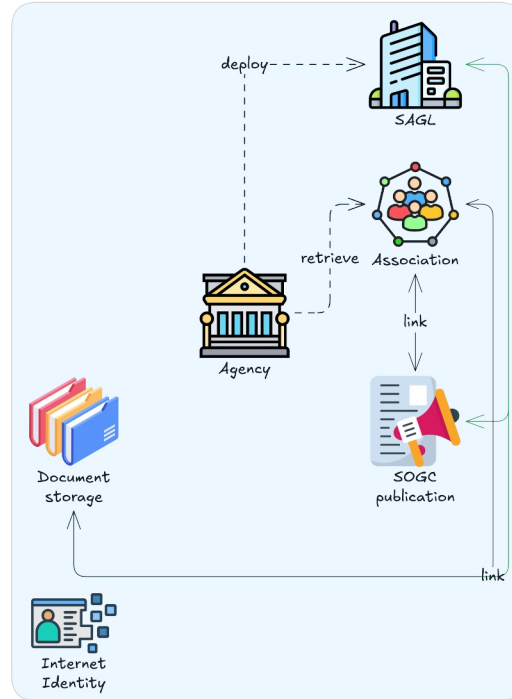 deploy
SAGL
retrieve
Association
link
Agency
Document
storage
SOGC
publication
link
Internet
Identity